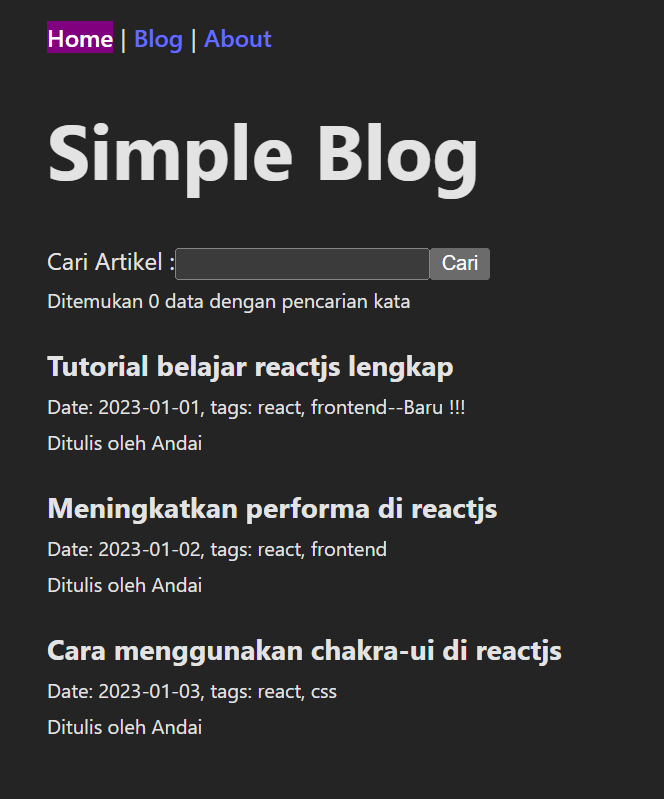 Home | Blog | About
Simple Blog
Cari Artikel : Cari
Ditemukan 0 data dengan pencarian kata
Tutorial belajar reactjs lengkap
Date: 2023-01-01, tags: react, frontend--Baru !!!
Ditulis oleh Andai
Meningkatkan performa di reactjs
Date: 2023-01-02, tags: react, frontend
Ditulis oleh Andai
Cara menggunakan chakra-ui di reactjs
Date: 2023-01-03, tags: react, css
Ditulis oleh Andai